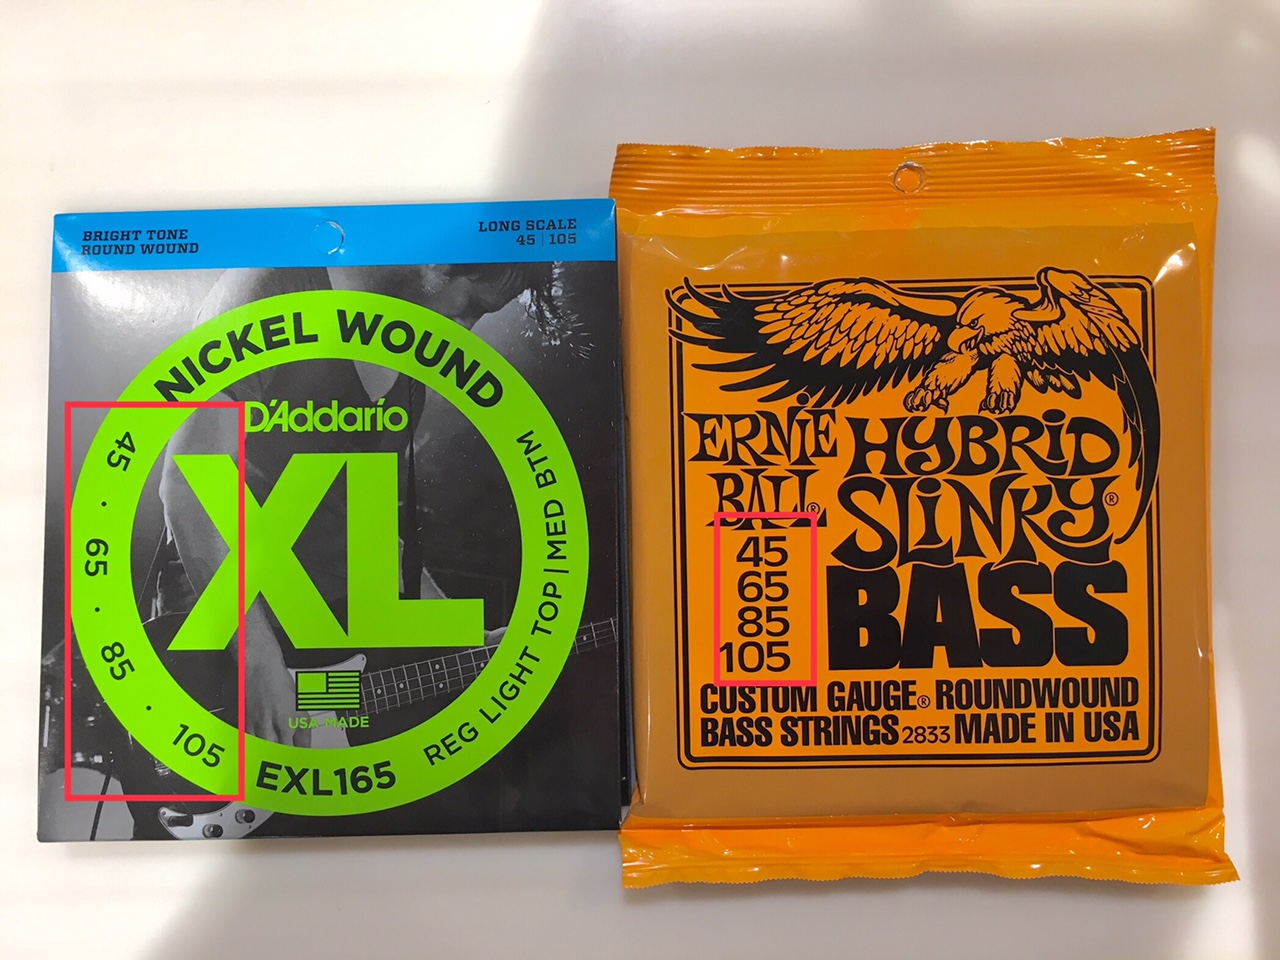 BRIGHT TONE
ROUND WOUND
LONG SCALE
45 | 105
NICKEL WOUND
D'Addario
XL
45 · 65 · 85 · 105
USA MADE
EXL165
REG LIGHT TOP | MED BTM
ERNIE
BALL®
HYBRID
SLINKY®
BASS
45
65
85
105
CUSTOM GAUGE® ROUNDWOUND
BASS STRINGS 2833 MADE IN USA